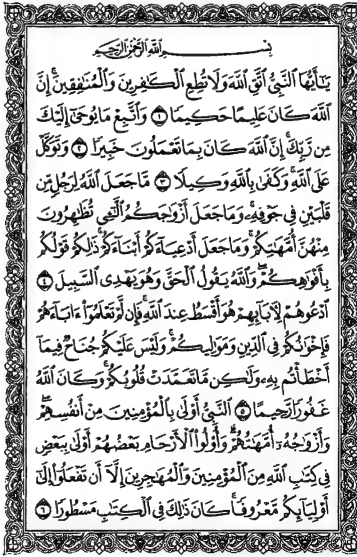 بِسْمِ اللَّهِ الرَّحْمَٰنِ الرَّحِيمِ
يَٰٓأَيُّهَا ٱلنَّبِيُّ ٱتَّقِ ٱللَّهَ وَلَا تُطِعِ ٱلْكَٰفِرِينَ وَٱلْمُنَٰفِقِينَ ۗ إِنَّ
ٱللَّهَ كَانَ عَلِيمًا حَكِيمًا ١ وَٱتَّبِعْ مَا يُوحَىٰٓ إِلَيْكَ
مِن رَّبِّكَ ۚ إِنَّ ٱللَّهَ كَانَ بِمَا تَعْمَلُونَ خَبِيرًا ٢ وَتَوَكَّلْ
عَلَى ٱللَّهِ ۚ وَكَفَىٰ بِٱللَّهِ وَكِيلًا ٣ مَّا جَعَلَ ٱللَّهُ لِرَجُلٍ مِّن
قَلْبَيْنِ فِى جَوْفِهِۦ ۚ وَمَا جَعَلَ أَزْوَٰجَكُمُ ٱلَّٰٓـِٔى تُظَٰهِرُونَ
مِنْهُنَّ أُمَّهَٰتِكُمْ ۚ وَمَا جَعَلَ أَدْعِيَآءَكُمْ أَبْنَآءَكُمْ ۚ ذَٰلِكُمْ قَوْلُكُم
بِأَفْوَٰهِكُمْ ۖ وَٱللَّهُ يَقُولُ ٱلْحَقَّ وَهُوَ يَهْدِى ٱلسَّبِيلَ ٤
ٱدْعُوهُمْ لِءَابَآئِهِمْ هُوَ أَقْسَطُ عِندَ ٱللَّهِ ۚ فَإِن لَّمْ تَعْلَمُوٓا۟ ءَابَآءَهُمْ
فَإِخْوَٰنُكُمْ فِى ٱلدِّينِ وَمَوَٰلِيكُمْ ۚ وَلَيْسَ عَلَيْكُمْ جُنَاحٌ فِيمَآ
أَخْطَأْتُم بِهِۦ وَلَٰكِن مَّا تَعَمَّدَتْ قُلُوبُكُمْ ۚ وَكَانَ ٱللَّهُ
غَفُورًا رَّحِيمًا ٥ ٱلنَّبِىُّ أَوْلَىٰ بِٱلْمُؤْمِنِينَ مِنْ أَنفُسِهِمْ ۖ
وَأَزْوَٰجُهُۥٓ أُمَّهَٰتُهُمْ ۗ وَأُو۟لُوا۟ ٱلْأَرْحَامِ بَعْضُهُمْ أَوْلَىٰ بِبَعْضٍ
فِى كِتَٰبِ ٱللَّهِ مِنَ ٱلْمُؤْمِنِينَ وَٱلْمُهَٰجِرِينَ إِلَّآ أَن تَفْعَلُوٓا۟ إِلَىٰٓ
أَوْلِيَآئِكُم مَّعْرُوفًا ۚ كَانَ ذَٰلِكَ فِى ٱلْكِتَٰبِ مَسْطُورًا ٦